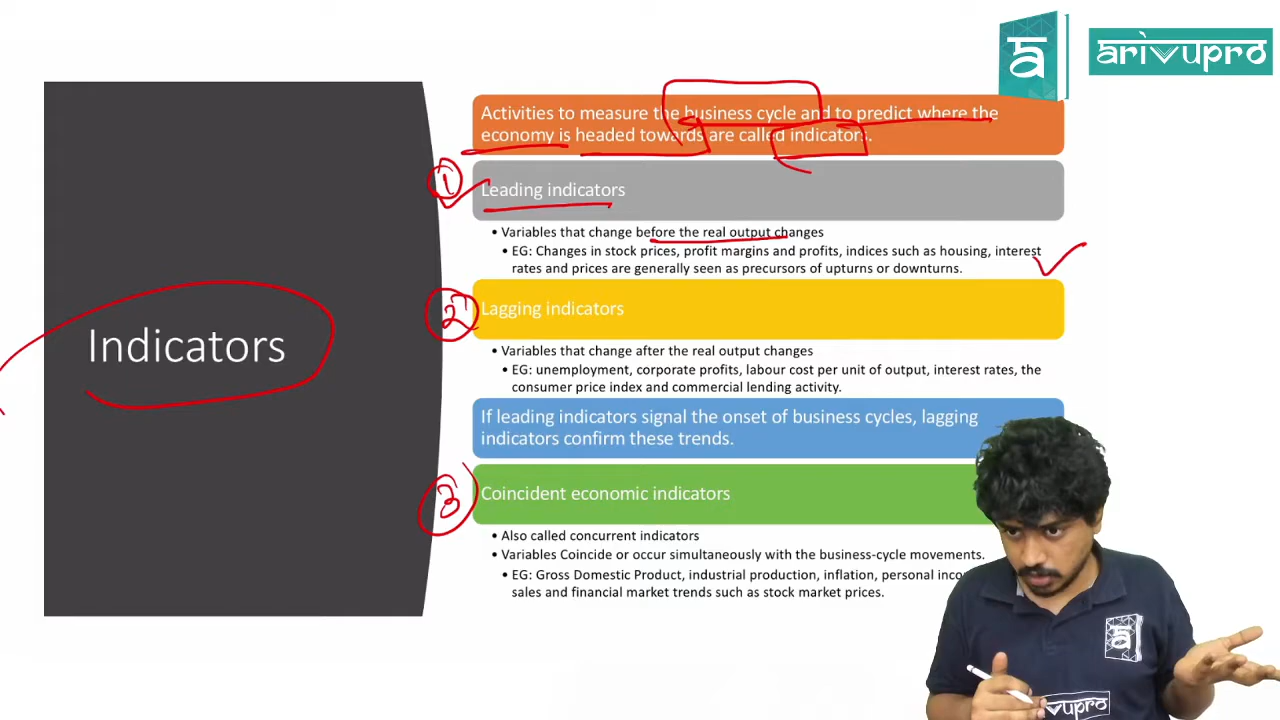 arivupro
Activities to measure the business cycle and to predict where the
economy is headed towards are called indicators.
1
Leading indicators
• Variables that change before the real output changes
• EG: Changes in stock prices, profit margins and profits, indices such as housing, interest
rates and prices are generally seen as precursors of upturns or downturns.
2
Lagging indicators
Indicators
• Variables that change after the real output changes
• EG: unemployment, corporate profits, labour cost per unit of output, interest rates, the
consumer price index and commercial lending activity.
If leading indicators signal the onset of business cycles, lagging
indicators confirm these trends.
3
Coincident economic indicators
• Also called concurrent indicators
• Variables Coincide or occur simultaneously with the business-cycle movements.
• EG: Gross Domestic Product, industrial production, inflation, personal
sales and financial market trends such as stock market prices.